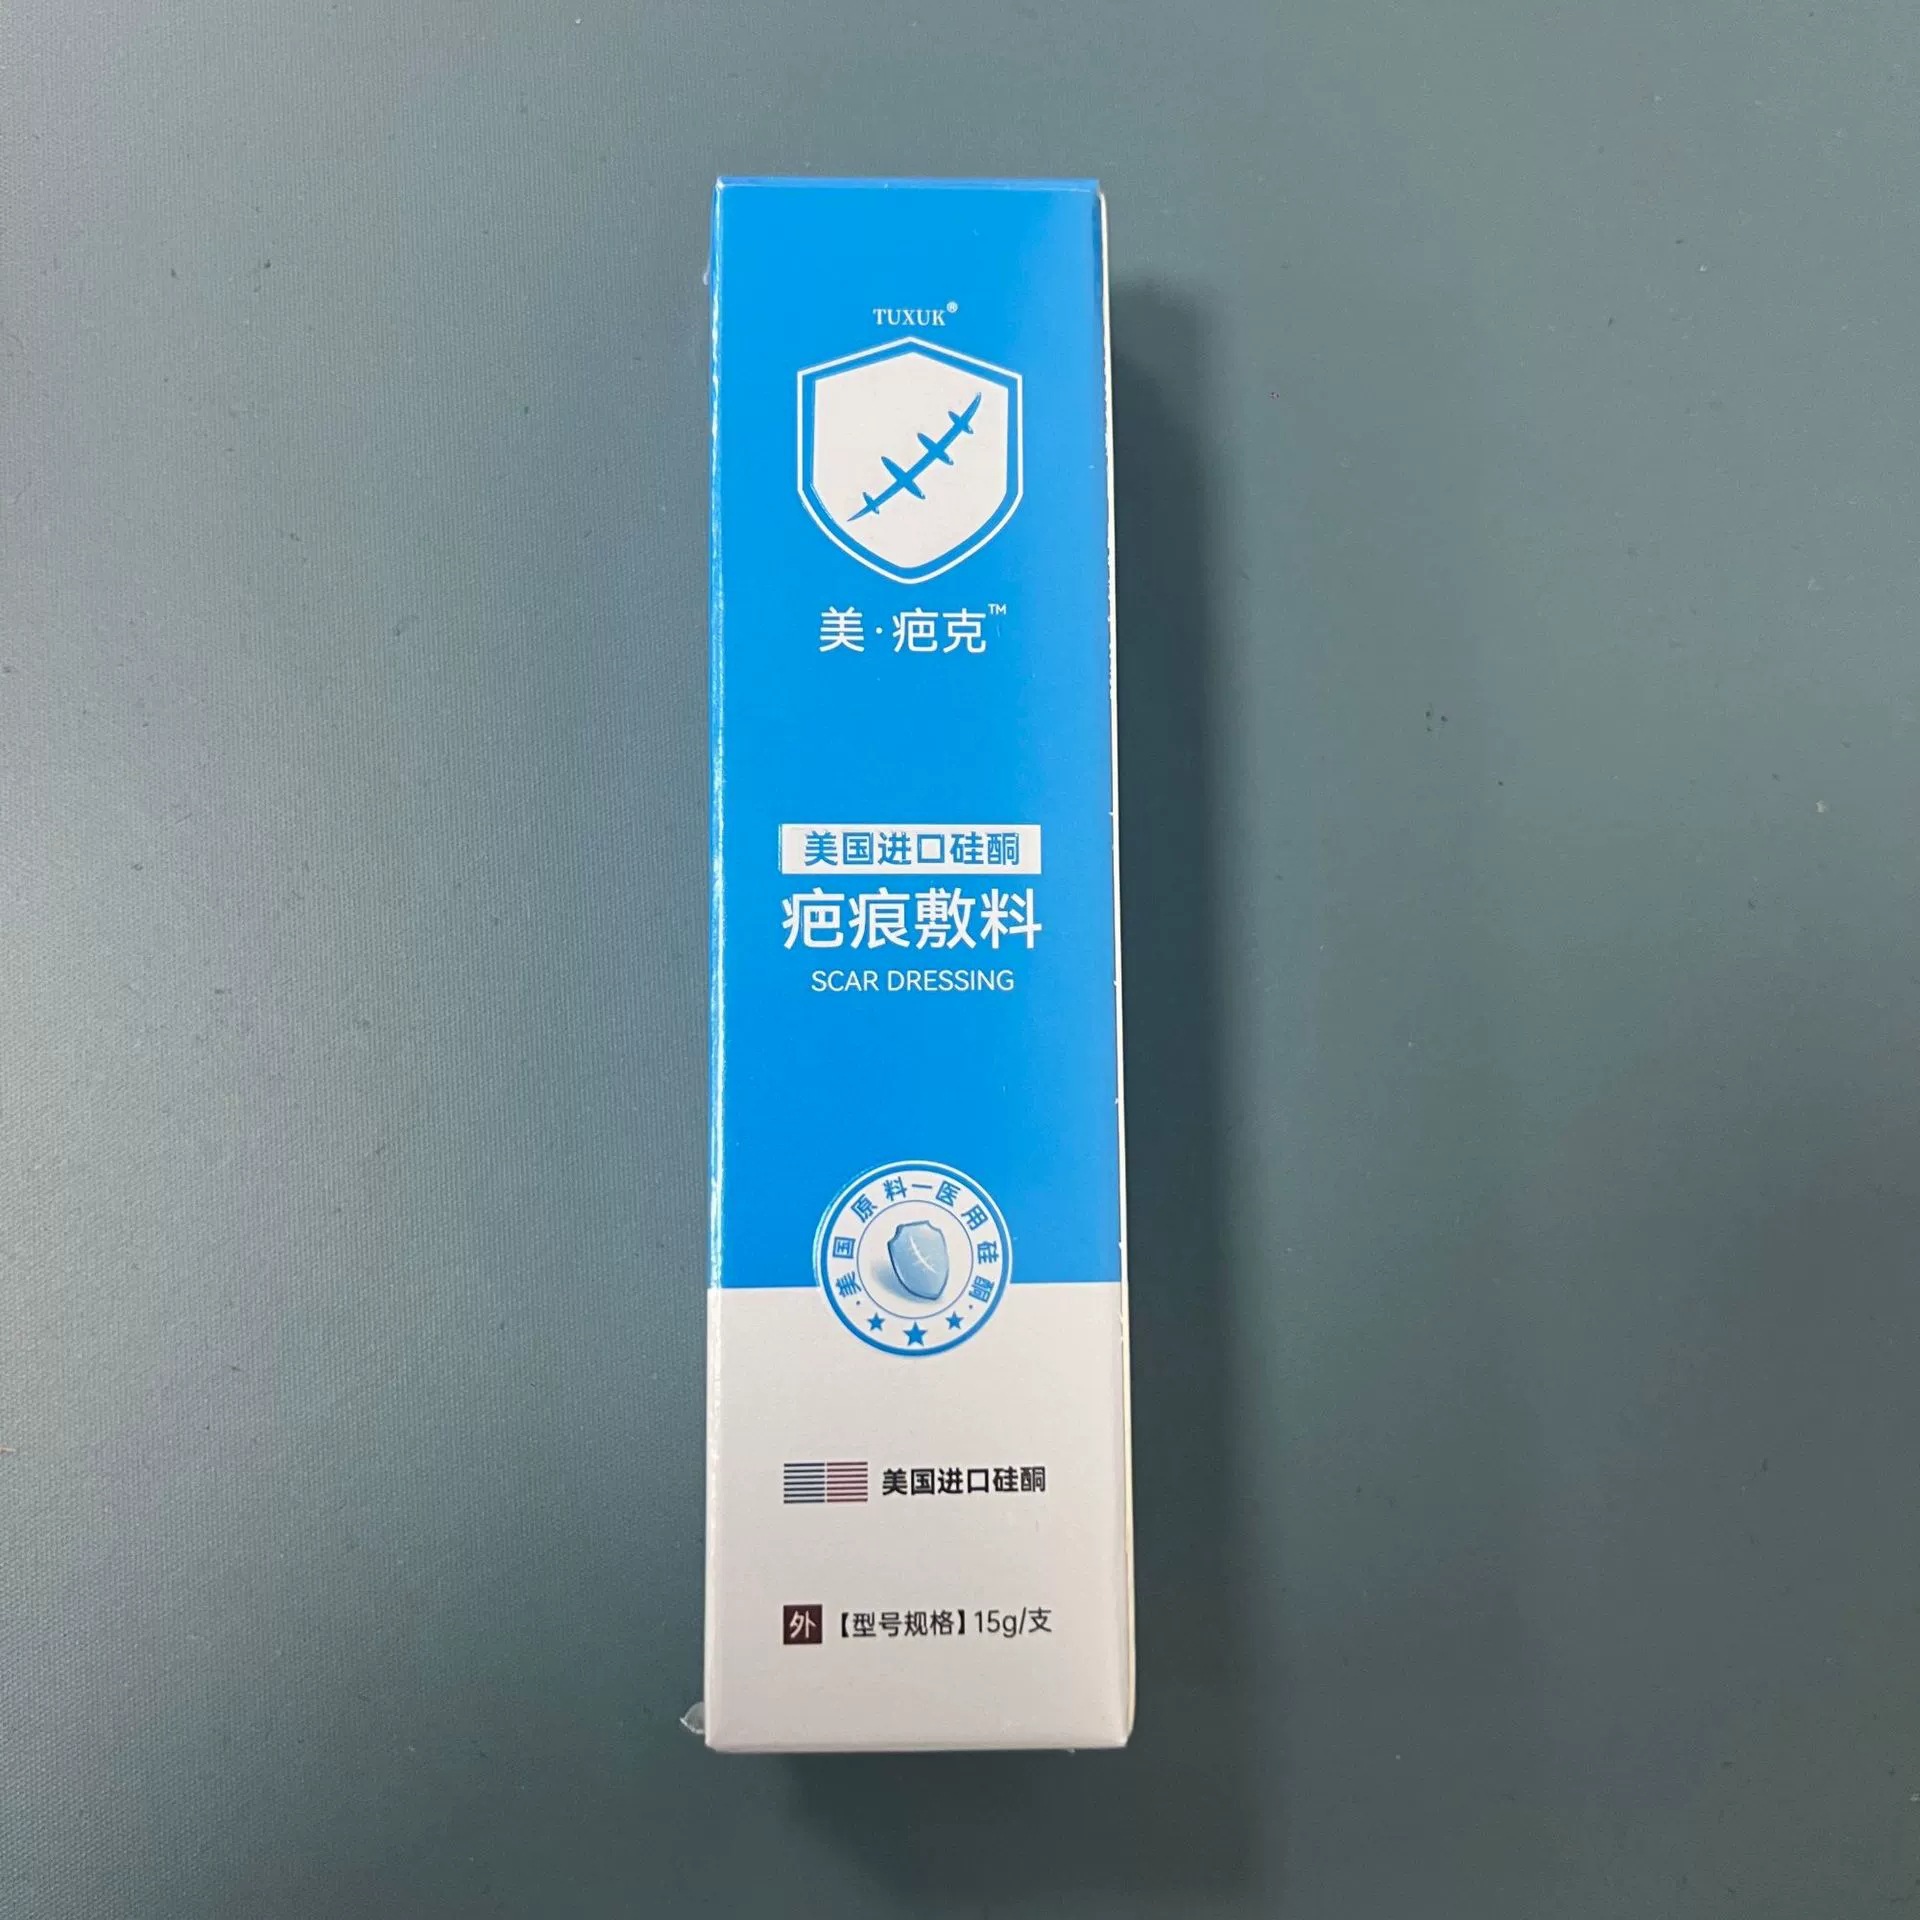 TUXUK®
美·疤克™
美国进口硅酮
疤痕敷料
SCAR DRESSING
·美国原料一医用硅酮·
美国进口硅酮
外【型号规格】15g/支